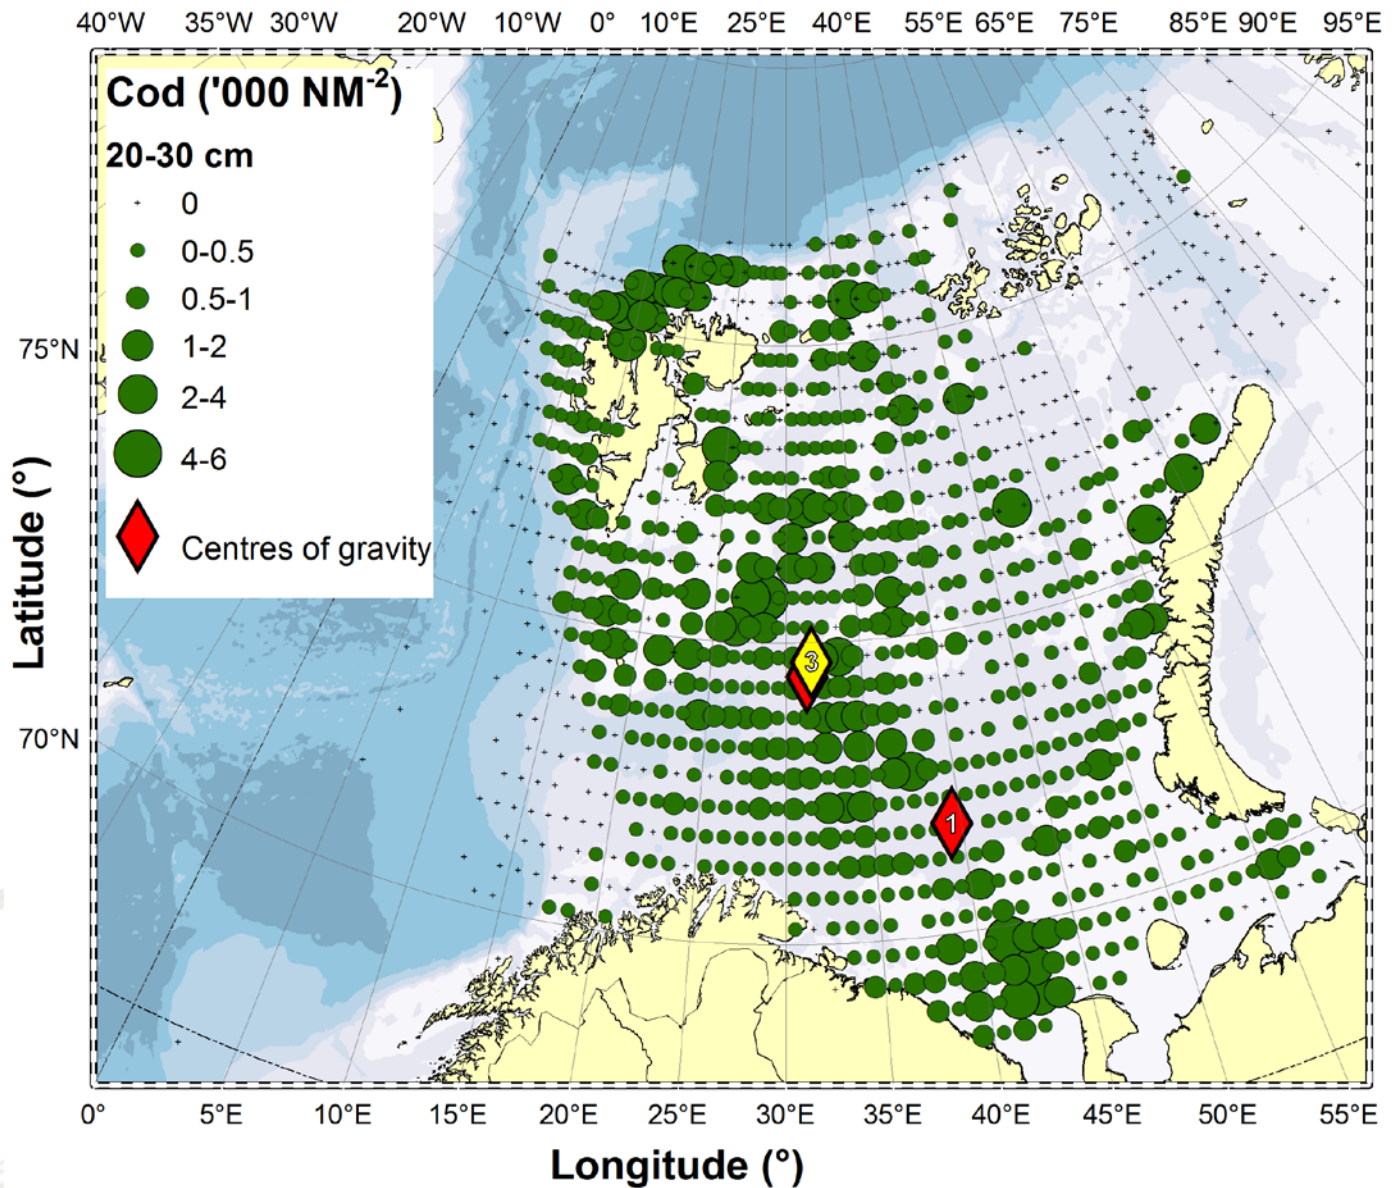 40°W 35°W 30°W 20°W 10°W 0° 10°E 25°E 40°E 55°E 65°E 75°E 85°E 90°E 95°E
Cod ('000 NM-2)
20-30 cm
0
0-0.5
0.5-1
1-2
2-4
4-6
Centres of gravity
75°N
70°N
Latitude (°)
3
1
0° 5°E 10°E 15°E 20°E 25°E 30°E 35°E 40°E 45°E 50°E 55°E
Longitude (°)